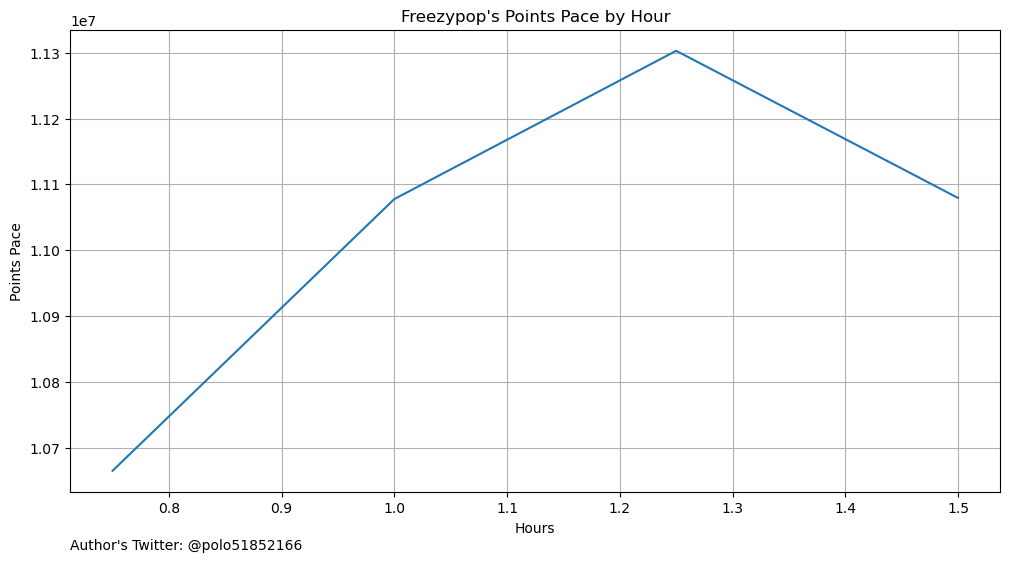 Freezypop's Points Pace by Hour
1e7
1.13
1.12
1.11
1.10
1.09
1.08
1.07
Points Pace
0.8 0.9 1.0 1.1 1.2 1.3 1.4 1.5
Hours
Author's Twitter: @polo51852166